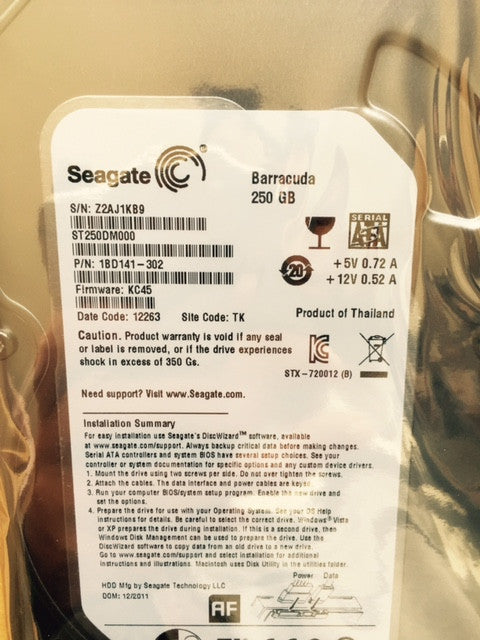 Seagate
Barracuda
250 GB
S/N: Z2AJ1KB9
ST250DM000
P/N: 1BD141-302
Firmware: KC45
SERIAL
ATA
20
+5V 0.72 A
+12V 0.52 A
Date Code: 12263 Site Code: TK
Product of Thailand
Caution. Product warranty is void if any seal
or label is removed, or if the drive experiences
shock in excess of 350 Gs.
STX-720012 (B)
Need support? Visit www.Seagate.com.
Installation Summary
For easy installation use Seagate's DiscWizard™ software, available
at www.seagate.com/support. Always backup critical data before making changes.
Serial ATA controllers and system BIOS have several setup choices. See your
controller or system documentation for specific options and any custom device drivers.
1. Mount the drive using two screws per side. Do not over tighten the screws.
2. Attach the cables. The data interface and power cables are keyed.
3. Run your computer BIOS/system setup program. Enable the new drive and
set the options.
4. Prepare the drive for use with your Operating System. See your OS Help
instructions for details. Be careful to select the correct drive. Windows® Vista
or XP prepares the drive during installation. If this is a second drive, then
Windows Disk Management can be used to prepare the drive. Use the
DiscWizard software to copy data from an old drive to a new drive.
Go to www.seagate.com/support and select installation for additional
instructions and illustrations. Macintosh uses Disk Utility in the utilities folder.
Power Data
HDD Mfg by Seagate Technology LLC
DOM: 12/2011
AF